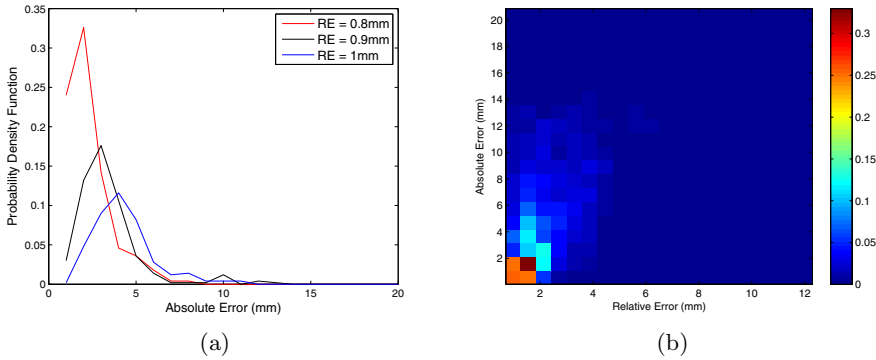 0.35
0.3
0.25
0.2
0.15
0.1
0.05
0
0 5 10 15 20
Probability Density Function
Absolute Error (mm)
RE = 0.8mm
RE = 0.9mm
RE = 1mm
(a)
20
18
16
14
12
10
8
6
4
2
2 4 6 8 10 12
Absolute Error (mm)
Relative Error (mm)
0.3
0.25
0.2
0.15
0.1
0.05
0
(b)